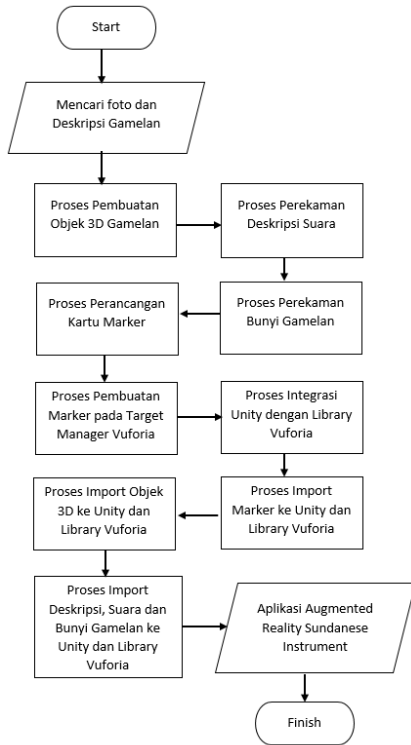 Start
Mencari foto dan
Deskripsi Gamelan
Proses Pembuatan
Objek 3D Gamelan
Proses Perekaman
Deskripsi Suara
Proses Perekaman
Bunyi Gamelan
Proses Perancangan
Kartu Marker
Proses Pembuatan
Marker pada Target
Manager Vuforia
Proses Integrasi
Unity dengan Library
Vuforia
Proses Import
Marker ke Unity dan
Library Vuforia
Proses Import Objek
3D ke Unity dan
Library Vuforia
Proses Import
Deskripsi, Suara dan
Bunyi Gamelan ke
Unity dan Library
Vuforia
Aplikasi Augmented
Reality Sundanese
Instrument
Finish